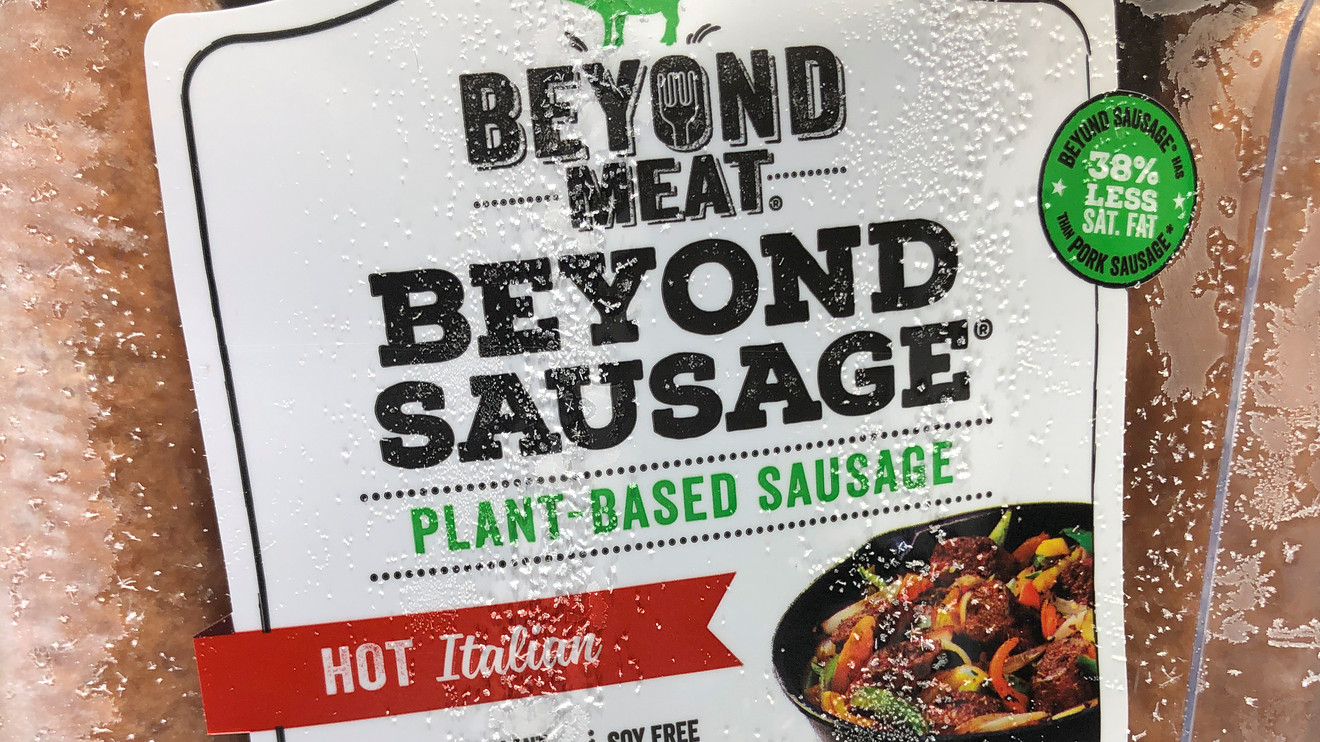 BEYOND
MEAT®
BEYOND
SAUSAGE®
PLANT-BASED SAUSAGE
HOT Italian
SOY FREE
BEYOND SAUSAGE® HAS
38%
LESS
SAT. FAT
THAN PORK SAUSAGE*